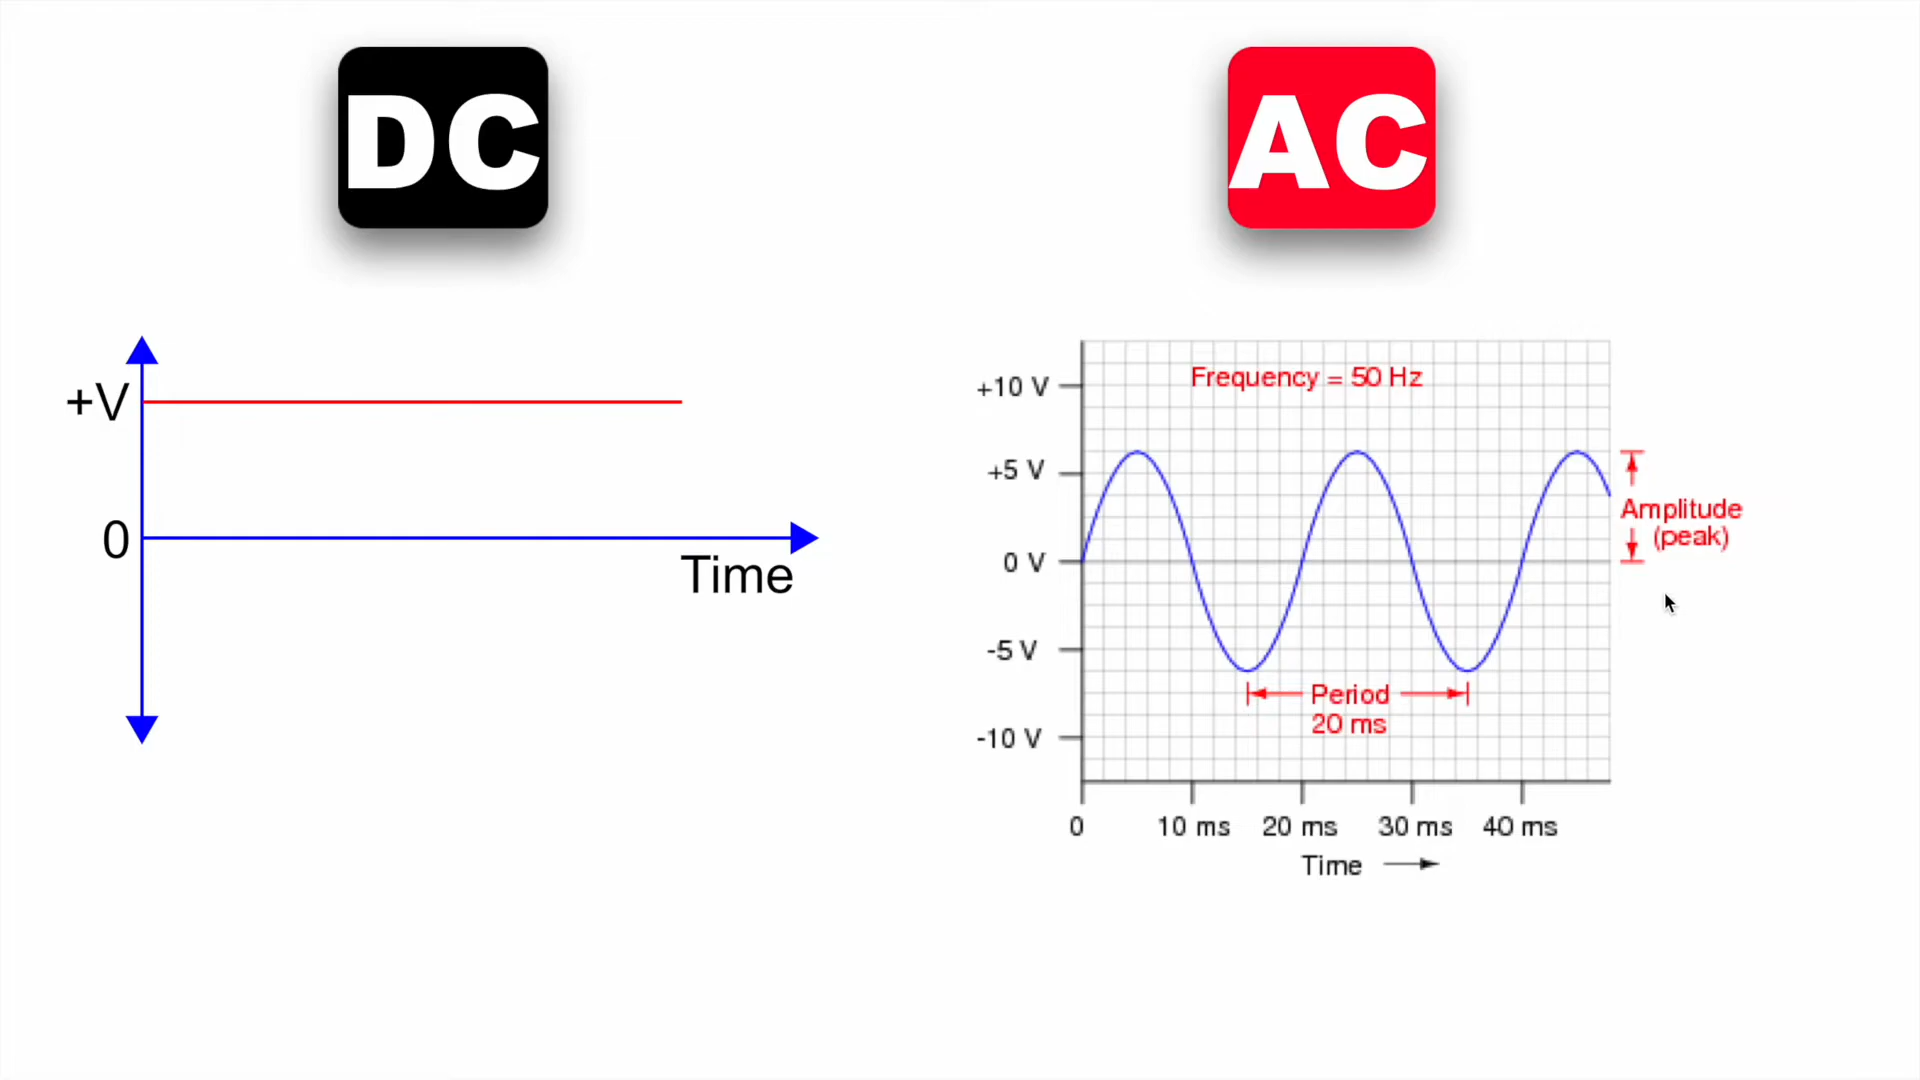 DC
AC
+V
0
Time
Frequency = 50 Hz
+10 V
+5 V
0 V
-5 V
-10 V
Amplitude
(peak)
Period
20 ms
0
10 ms
20 ms
30 ms
40 ms
Time